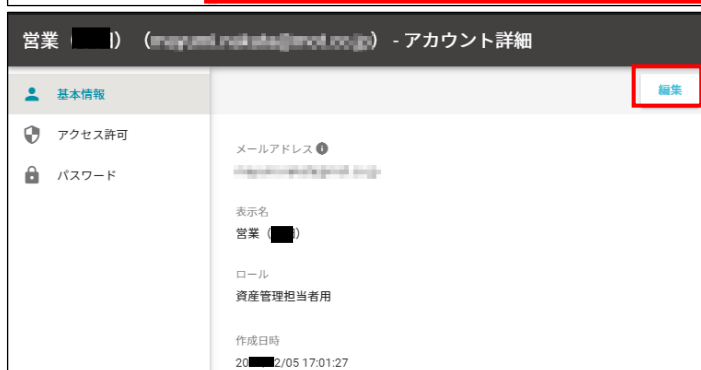 営業（ ）（ ） - アカウント詳細
編集
基本情報
アクセス許可
パスワード
メールアドレス
表示名
営業（ ）
ロール
資産管理担当者用
作成日時
20 2/05 17:01:27